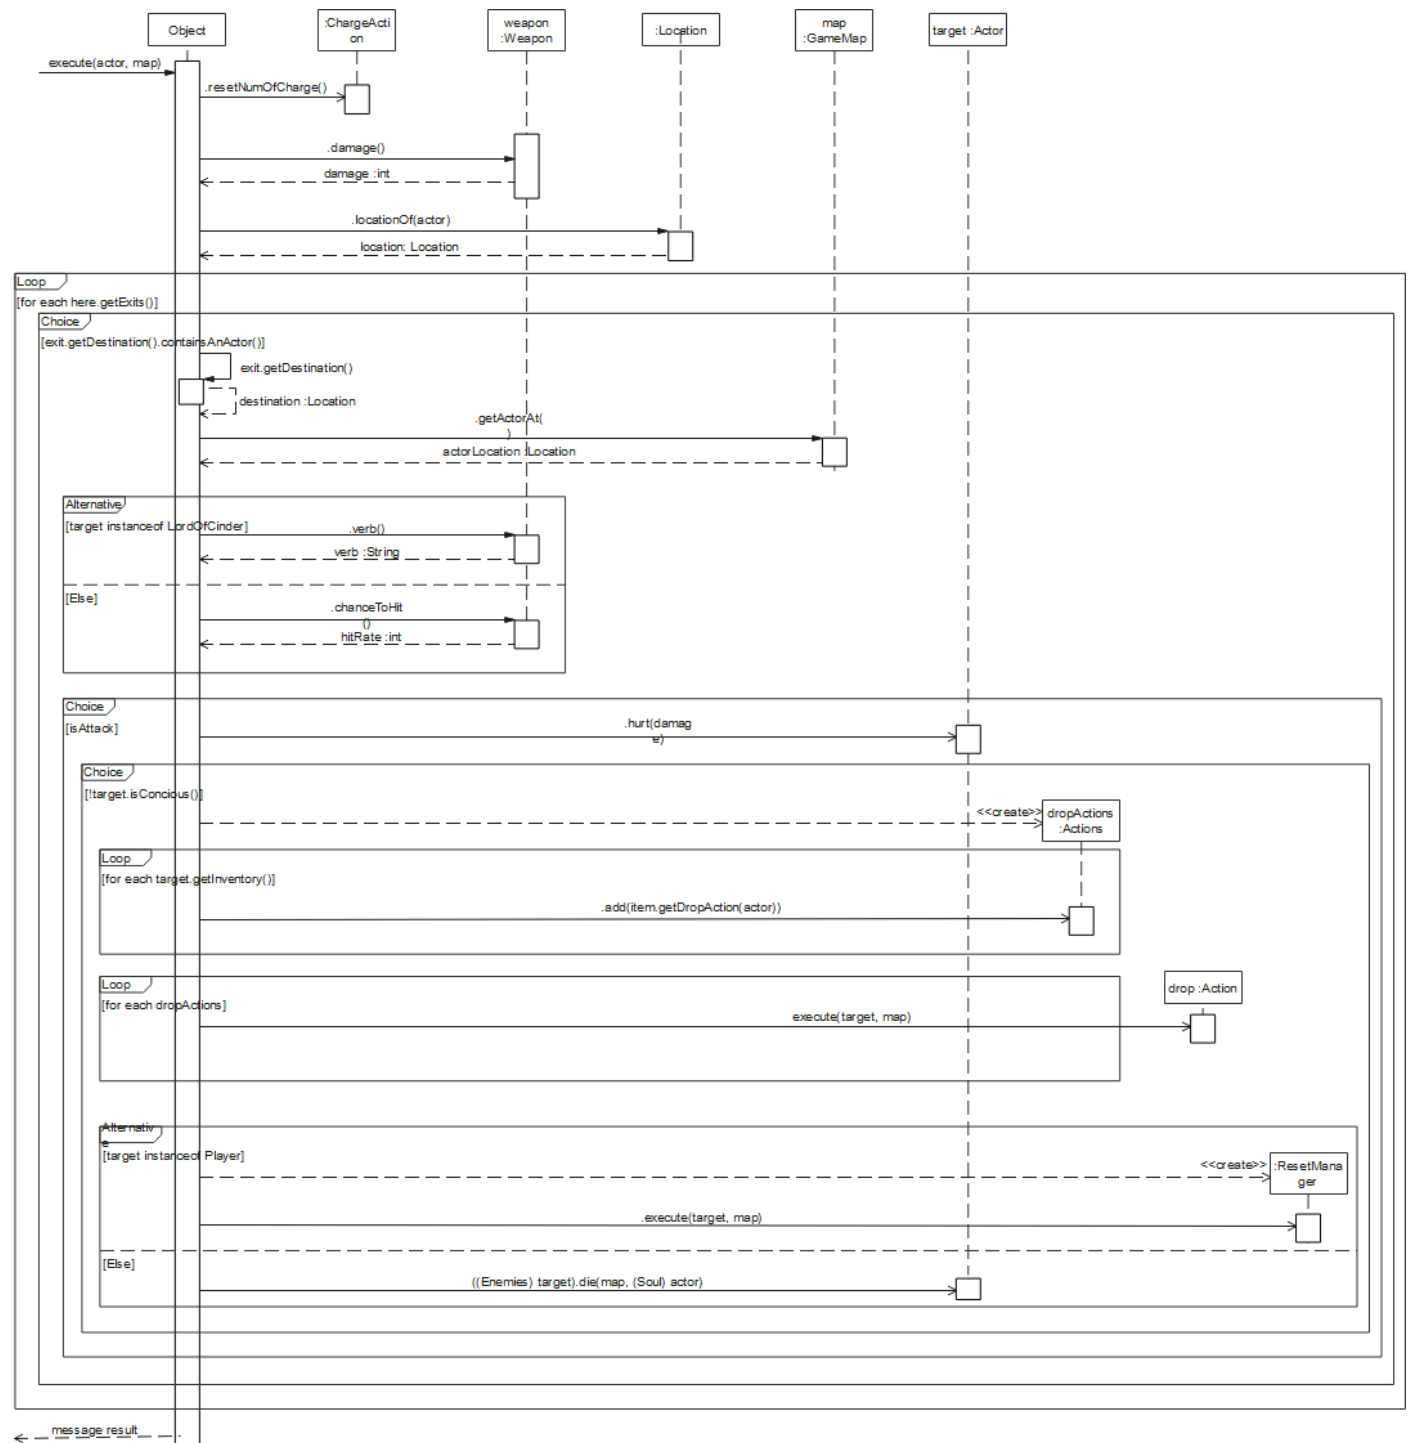 Object
:ChargeActi
on
weapon
:Weapon
:Location
map
:GameMap
target :Actor
execute(actor, map)
.resetNumOfCharge()
.damage()
damage :int
.locationOf(actor)
location: Location
Loop
[for each here.getExits()]
Choice
[exit.getDestination().containsAnActor()]
exit.getDestination()
destination :Location
.getActorAt(
)
actorLocation :Location
Alternative
[target instanceof LordOfCinder]
.verb()
verb :String
[Else]
.chanceToHit
()
hitRate :int
Choice
[isAttack]
.hurt(damag
e)
Choice
[!target.isConcious()]
<<create>>
dropActions
:Actions
Loop
[for each target.getInventory()]
.add(item.getDropAction(actor))
Loop
[for each dropActions]
drop :Action
execute(target, map)
Alternativ
e
[target instanceof Player]
<<create>>
:ResetMana
ger
.execute(target, map)
[Else]
((Enemies) target).die(map, (Soul) actor)
message result